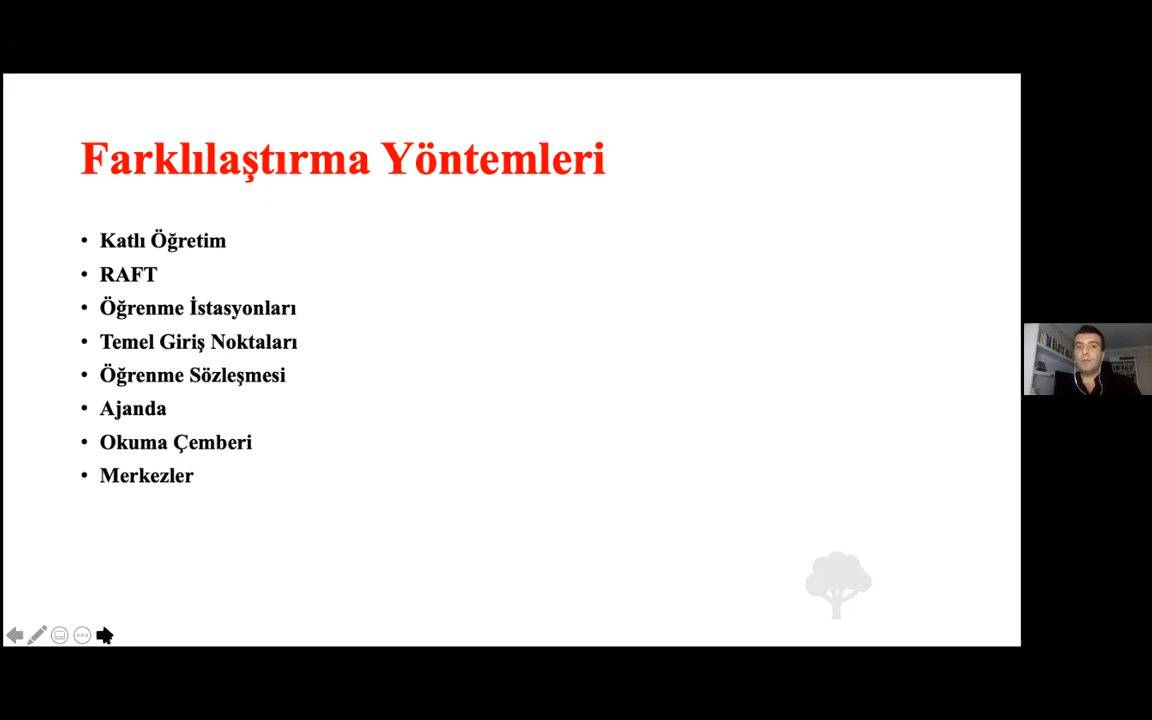 Farklılaştırma Yöntemleri
• Katlı Öğretim
• RAFT
• Öğrenme İstasyonları
• Temel Giriş Noktaları
• Öğrenme Sözleşmesi
• Ajanda
• Okuma Çemberi
• Merkezler